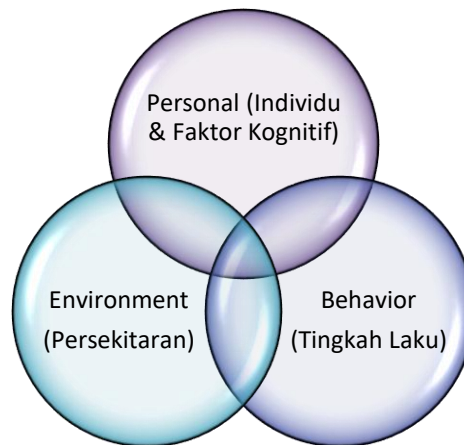 Personal (Individu
& Faktor Kognitif)
Environment
(Persekitaran)
Behavior
(Tingkah Laku)